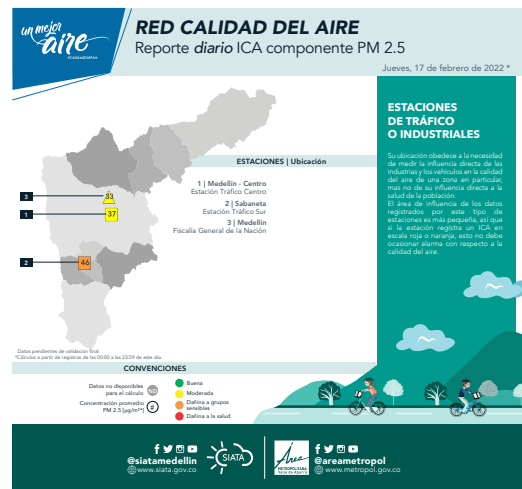 un mejor
aire
#CalidadDelAire
RED CALIDAD DEL AIRE
Reporte diario ICA componente PM 2.5
Jueves, 17 de febrero de 2022 *
ESTACIONES | Ubicación
1 | Medellín - Centro
Estación Tráfico Centro
2 | Sabaneta
Estación Tráfico Sur
3 | Medellín
Fiscalía General de la Nación
3
33
1
37
2
46
ESTACIONES
DE TRÁFICO
O INDUSTRIALES
Su ubicación obedece a la necesidad
de medir la influencia directa de las
industrias y los vehículos en la calidad
del aire de una zona en particular,
mas no de su influencia directa a la
salud de la población.
El área de influencia de los datos
registrados por este tipo de
estaciones es más pequeña, así que
si la estación registra un ICA en
escala roja o naranja, esto no debe
ocasionar alarma con respecto a la
calidad del aire.
Datos pendientes de validación final.
*Cálculos a partir de registros de las 00:00 a las 23:59 de este día.
CONVENCIONES
Datos no disponibles
para el cálculo
ND
Concentración promedio
PM 2.5 [µg/m³*]
#
Buena
Moderada
Dañina a grupos
sensibles
Dañina a la salud
@siatamedellin
www.siata.gov.co
SIATA
Área
METROPOLITANA
Valle de Aburrá
@areametropol
www.metropol.gov.co